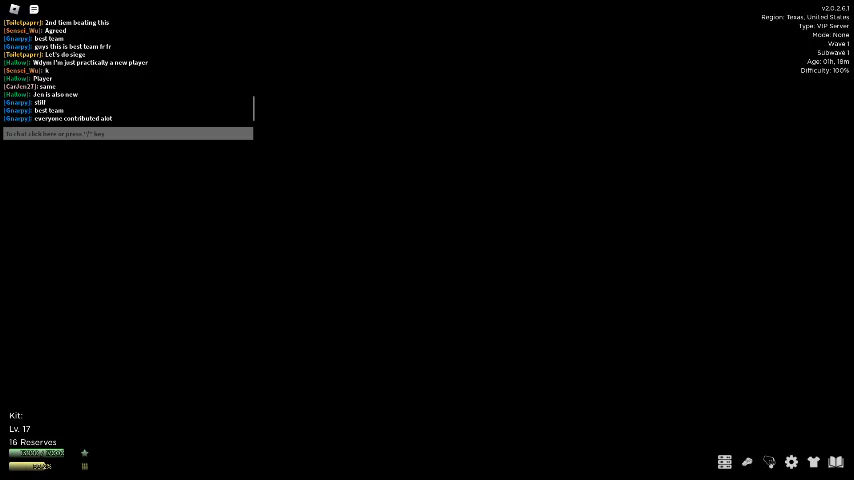 [Toiletpaprr]: 2nd tiem beating this
[Sensei_Wu]: Agreed
[Gnarpy]: best team
[Gnarpy]: guys this is best team fr fr
[Toiletpaprr]: Let's do siege
[Hallow]: Wdym I'm just practically a new player
[Sensei_Wu]: k
[Hallow]: Player
[CarJen27]: same
[Hallow]: Jen is also new
[Gnarpy]: still
[Gnarpy]: best team
[Gnarpy]: everyone contributed alot
To chat click here or press "/" key
v2.0.2.6.1
Region: Texas, United States
Type: VIP Server
Mode: None
Wave 1
Subwave 1
Age: 01h, 18m
Difficulty: 100%
Kit:
Lv. 17
16 Reserves